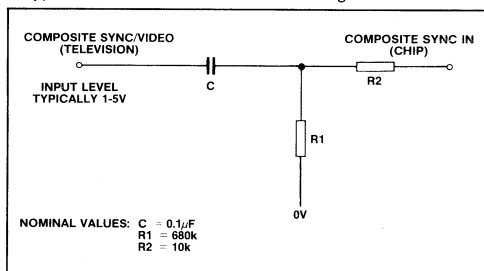 COMPOSITE SYNC/VIDEO
(TELEVISION)
COMPOSITE SYNC IN
(CHIP)
INPUT LEVEL
TYPICALLY 1-5V
C
R2
R1
0V
NOMINAL VALUES: C = 0.1μF
R1 = 680k
R2 = 10k